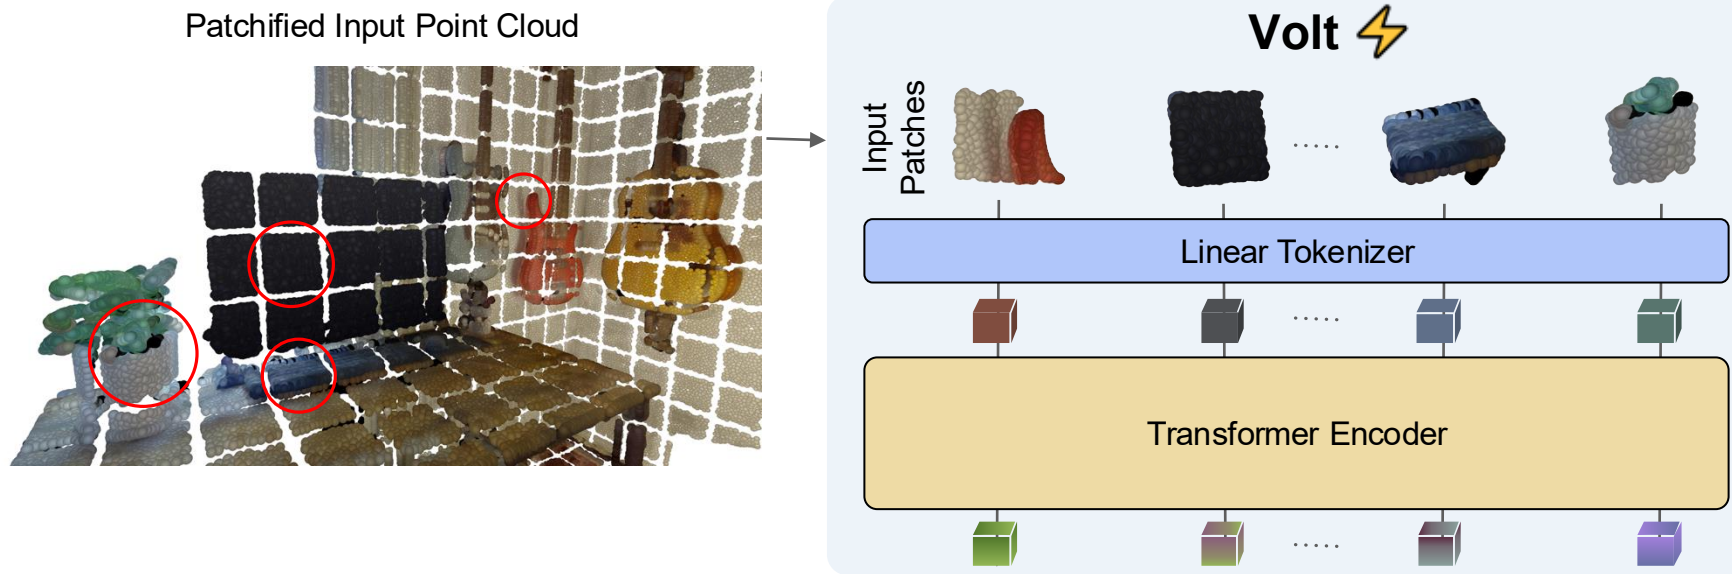 Patchified Input Point Cloud
Volt ⚡
Input
Patches
.....
Linear Tokenizer
.....
Transformer Encoder
.....